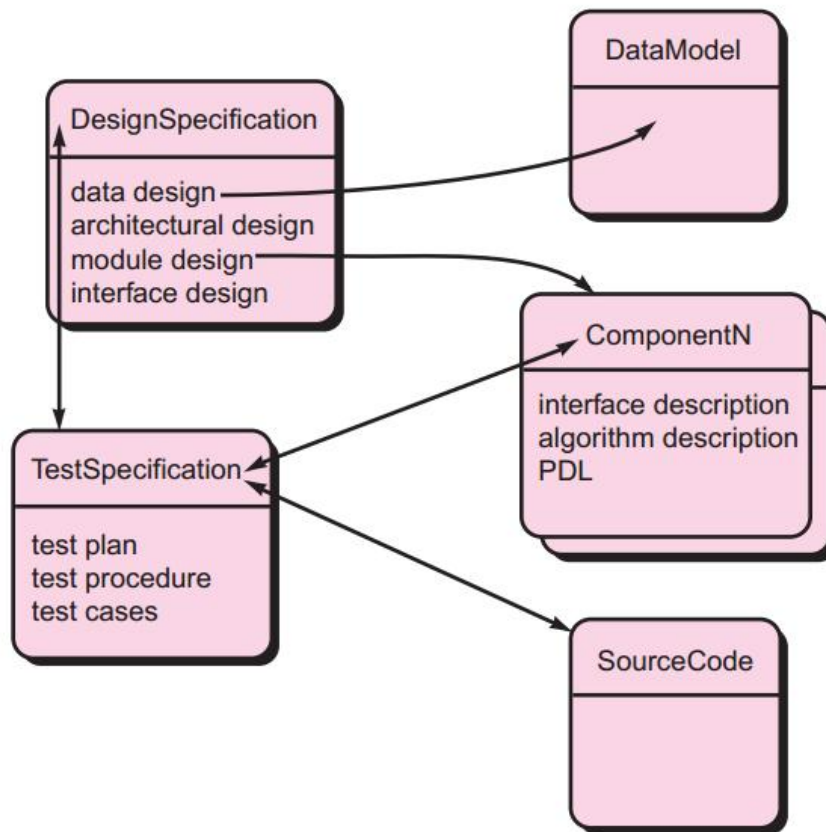 DataModel
DesignSpecification
data design
architectural design
module design
interface design
ComponentN
interface description
algorithm description
PDL
TestSpecification
test plan
test procedure
test cases
SourceCode